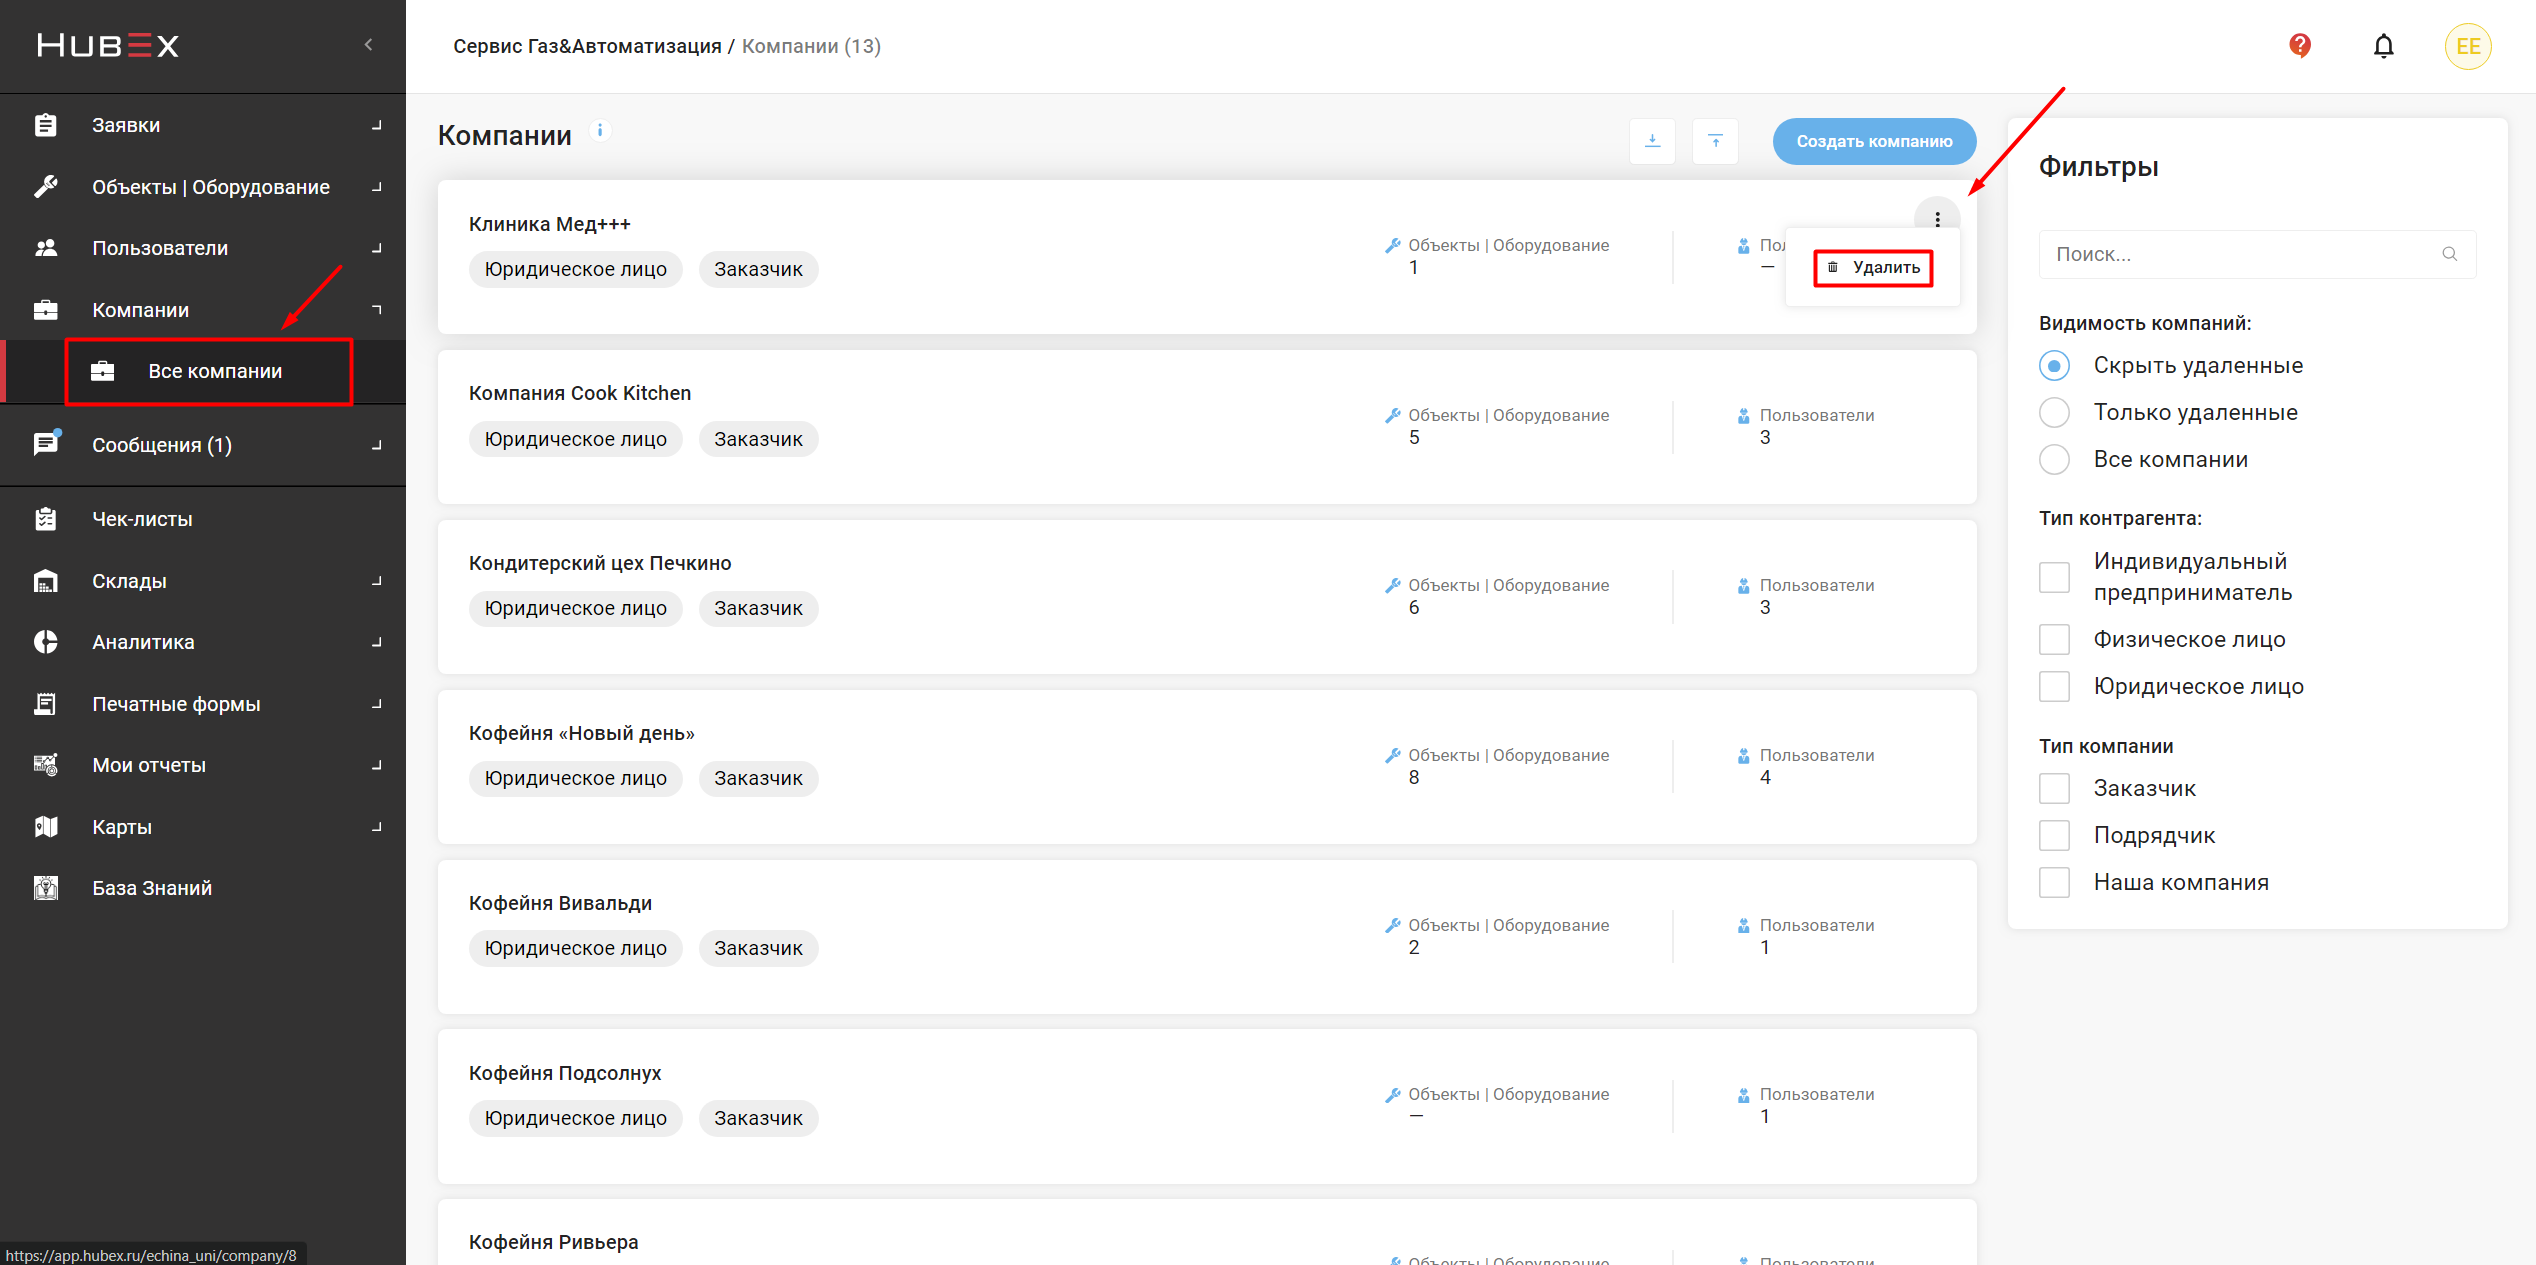 HUBEX
Сервис Газ&Автоматизация / Компании (13)
EE
Заявки
Объекты | Оборудование
Пользователи
Компании
Все компании
Сообщения (1)
Чек-листы
Склады
Аналитика
Печатные формы
Мои отчеты
Карты
База Знаний
https://app.hubex.ru/echina_uni/company/8
Компании
Создать компанию
Клиника Мед+++
Юридическое лицо
Заказчик
Объекты | Оборудование
1
—
Удалить
Компания Cook Kitchen
Юридическое лицо
Заказчик
Объекты | Оборудование
5
Пользователи
3
Кондитерский цех Печкино
Юридическое лицо
Заказчик
Объекты | Оборудование
6
Пользователи
3
Кофейня «Новый день»
Юридическое лицо
Заказчик
Объекты | Оборудование
8
Пользователи
4
Кофейня Вивальди
Юридическое лицо
Заказчик
Объекты | Оборудование
2
Пользователи
1
Кофейня Подсолнух
Юридическое лицо
Заказчик
Объекты | Оборудование
—
Пользователи
1
Кофейня Ривьера
Объекты | Оборудование
Пользователи
Фильтры
Поиск...
Видимость компаний:
Скрыть удаленные
Только удаленные
Все компании
Тип контрагента:
Индивидуальный
предприниматель
Физическое лицо
Юридическое лицо
Тип компании
Заказчик
Подрядчик
Наша компания